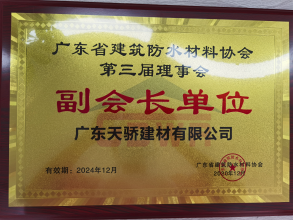 广东省建筑防水材料协会
第三届理事会
副会长单位
广东天骄建材有限公司
有效期：2024年12月
广东省建筑防水材料协会